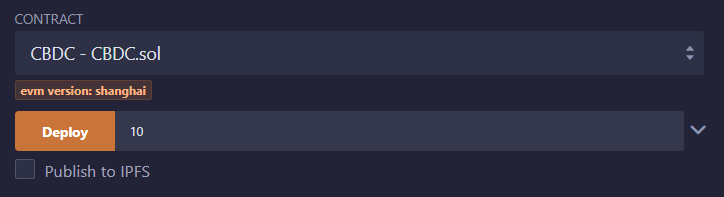 CONTRACT
CBDC - CBDC.sol
evm version: shanghai
Deploy 10
Publish to IPFS